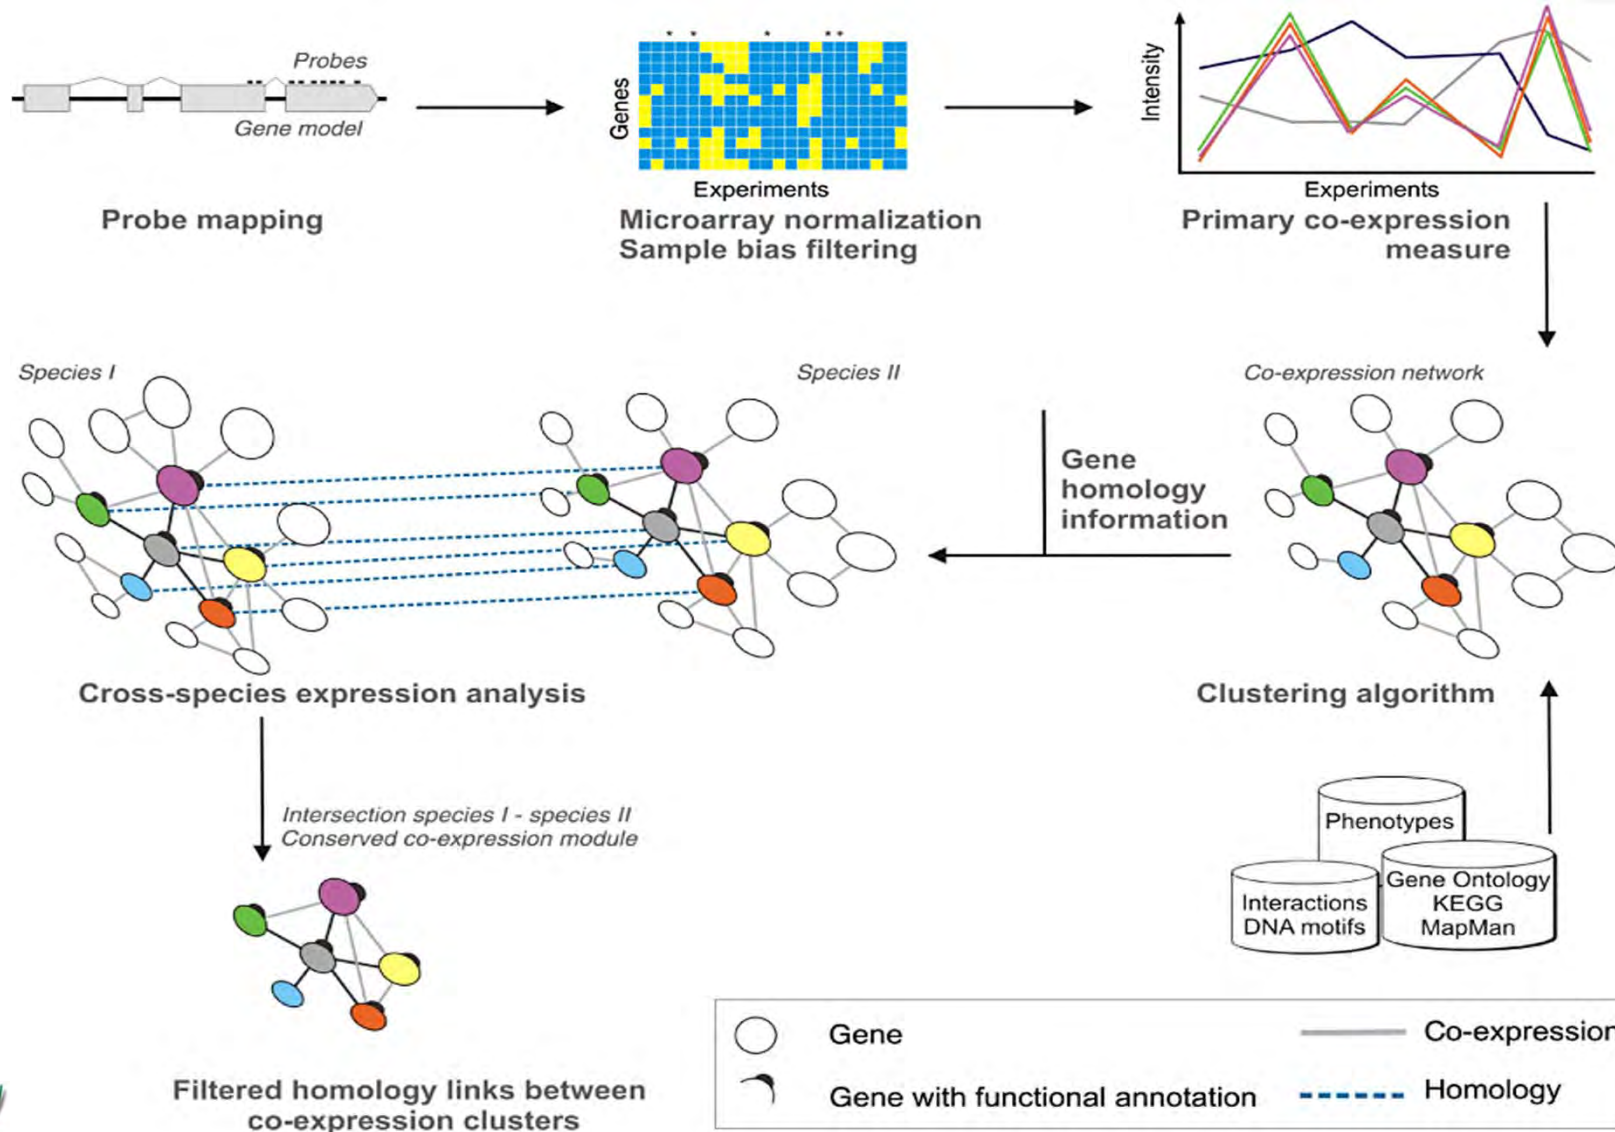 Probes
Gene model
Probe mapping
* * * **
Genes
Experiments
Microarray normalization
Sample bias filtering
Intensity
Experiments
Primary co-expression
measure
Species I
Species II
Co-expression network
Gene
homology
information
Cross-species expression analysis
Clustering algorithm
Intersection species I - species II
Conserved co-expression module
Phenotypes
Interactions
DNA motifs
Gene Ontology
KEGG
MapMan
Filtered homology links between
co-expression clusters
Gene
Co-expression
Gene with functional annotation
Homology